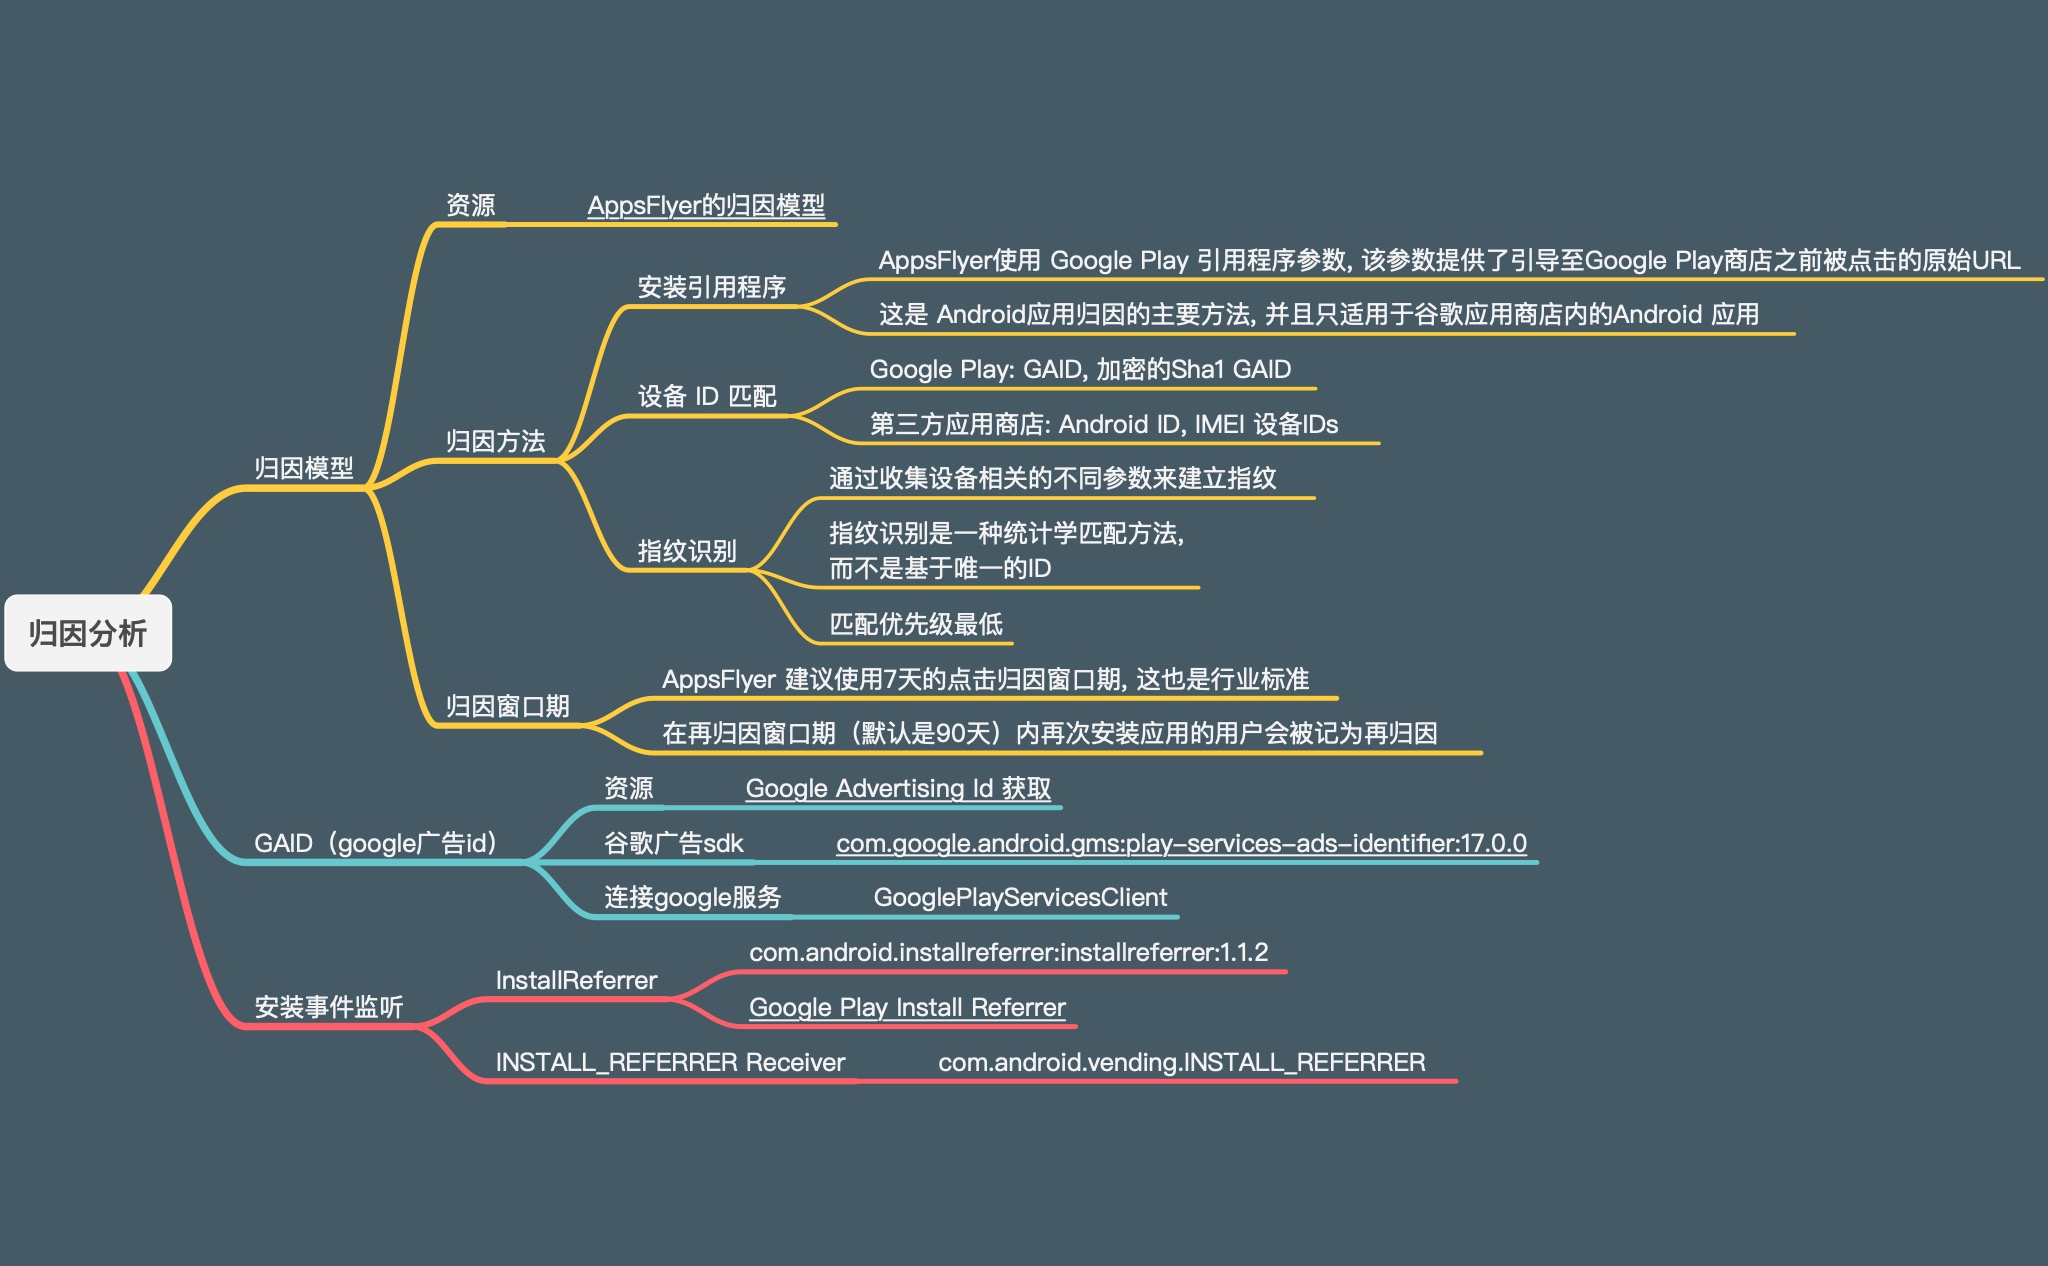 资源
AppsFlyer的归因模型
AppsFlyer使用 Google Play 引用程序参数, 该参数提供了引导至Google Play商店之前被点击的原始URL
安装引用程序
这是 Android应用归因的主要方法, 并且只适用于谷歌应用商店内的Android 应用
Google Play: GAID, 加密的Sha1 GAID
设备 ID 匹配
第三方应用商店: Android ID, IMEI 设备IDs
归因方法
归因模型
通过收集设备相关的不同参数来建立指纹
指纹识别是一种统计学匹配方法,
而不是基于唯一的ID
指纹识别
匹配优先级最低
归因分析
AppsFlyer 建议使用7天的点击归因窗口期, 这也是行业标准
归因窗口期
在再归因窗口期（默认是90天）内再次安装应用的用户会被记为再归因
资源
Google Advertising Id 获取
GAID（google广告id）
谷歌广告sdk
com.google.android.gms:play-services-ads-identifier:17.0.0
连接google服务
GooglePlayServicesClient
com.android.installreferrer:installreferrer:1.1.2
InstallReferrer
Google Play Install Referrer
安装事件监听
INSTALL_REFERRER Receiver
com.android.vending.INSTALL_REFERRER